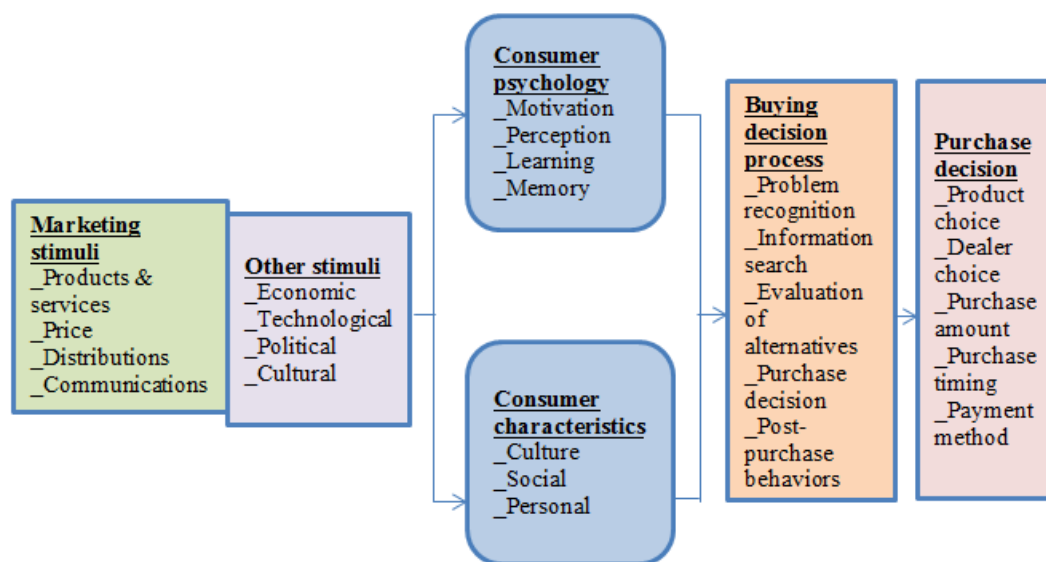 Marketing
stimuli
_Products &
services
_Price
_Distributions
_Communications
Other stimuli
_Economic
_Technological
_Political
_Cultural
Consumer
psychology
_Motivation
_Perception
_Learning
_Memory
Consumer
characteristics
_Culture
_Social
_Personal
Buying
decision
process
_Problem
recognition
_Information
search
_Evaluation
of
alternatives
_Purchase
decision
_Post-
purchase
behaviors
Purchase
decision
_Product
choice
_Dealer
choice
_Purchase
amount
_Purchase
timing
_Payment
method